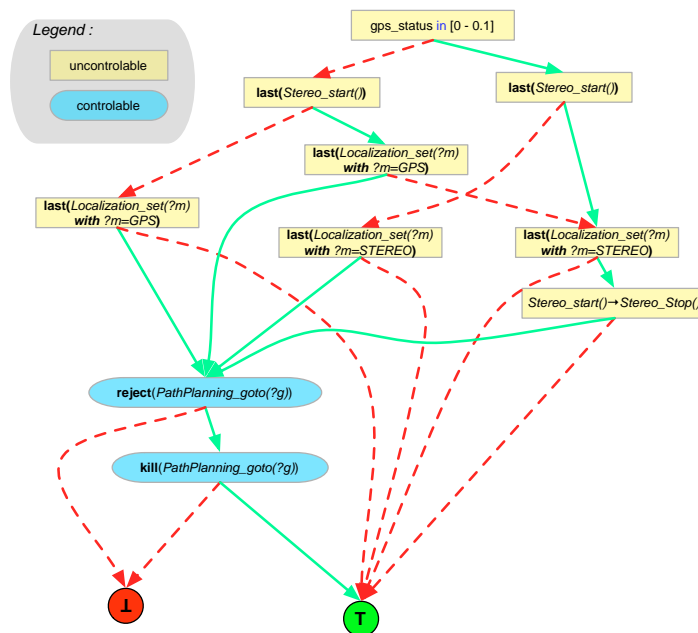 Legend :
uncontrolable
controlable
gps_status in [0 - 0.1]
last(Stereo_start())
last(Stereo_start())
last(Localization_set(?m)
with ?m=GPS)
last(Localization_set(?m)
with ?m=GPS)
last(Localization_set(?m)
with ?m=STEREO)
last(Localization_set(?m)
with ?m=STEREO)
Stereo_start()→Stereo_Stop()
reject(PathPlanning_goto(?g))
kill(PathPlanning_goto(?g))
⊥
T